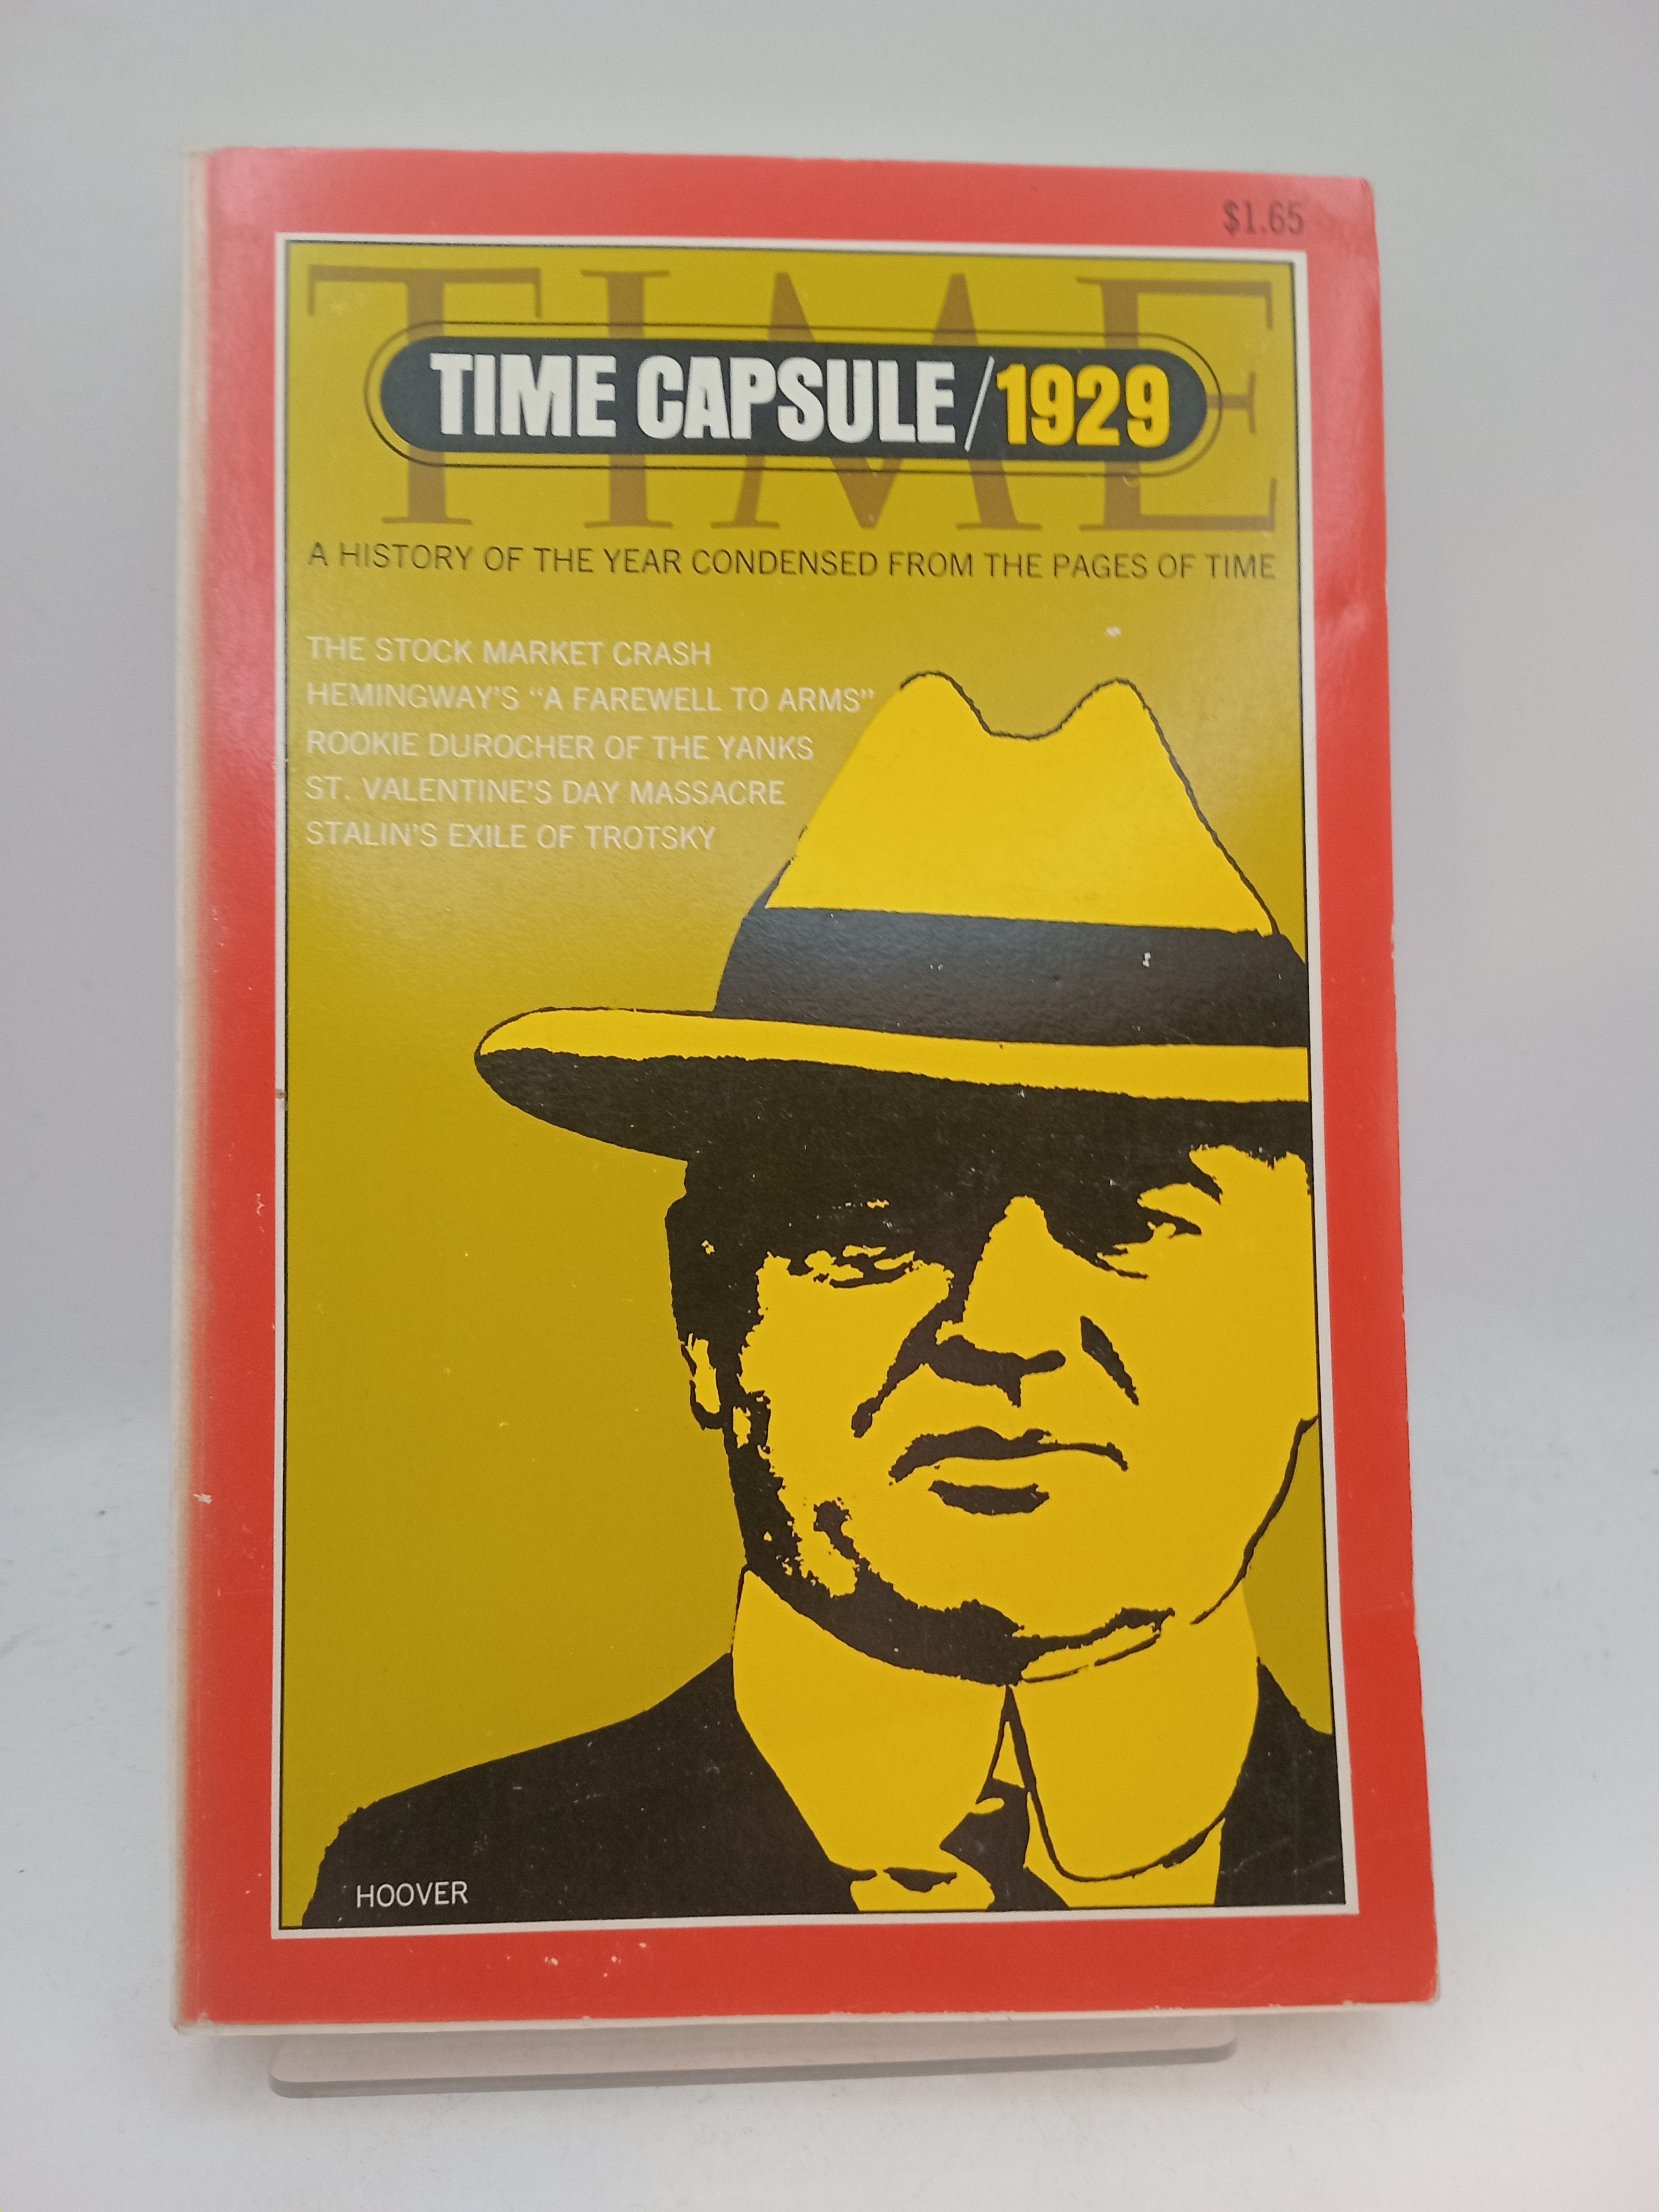 $1.65
TIME
TIME CAPSULE/1929
A HISTORY OF THE YEAR CONDENSED FROM THE PAGES OF TIME
THE STOCK MARKET CRASH
HEMINGWAY'S “A FAREWELL TO ARMS”
ROOKIE DUROCHER OF THE YANKS
ST. VALENTINE'S DAY MASSACRE
STALIN'S EXILE OF TROTSKY
HOOVER